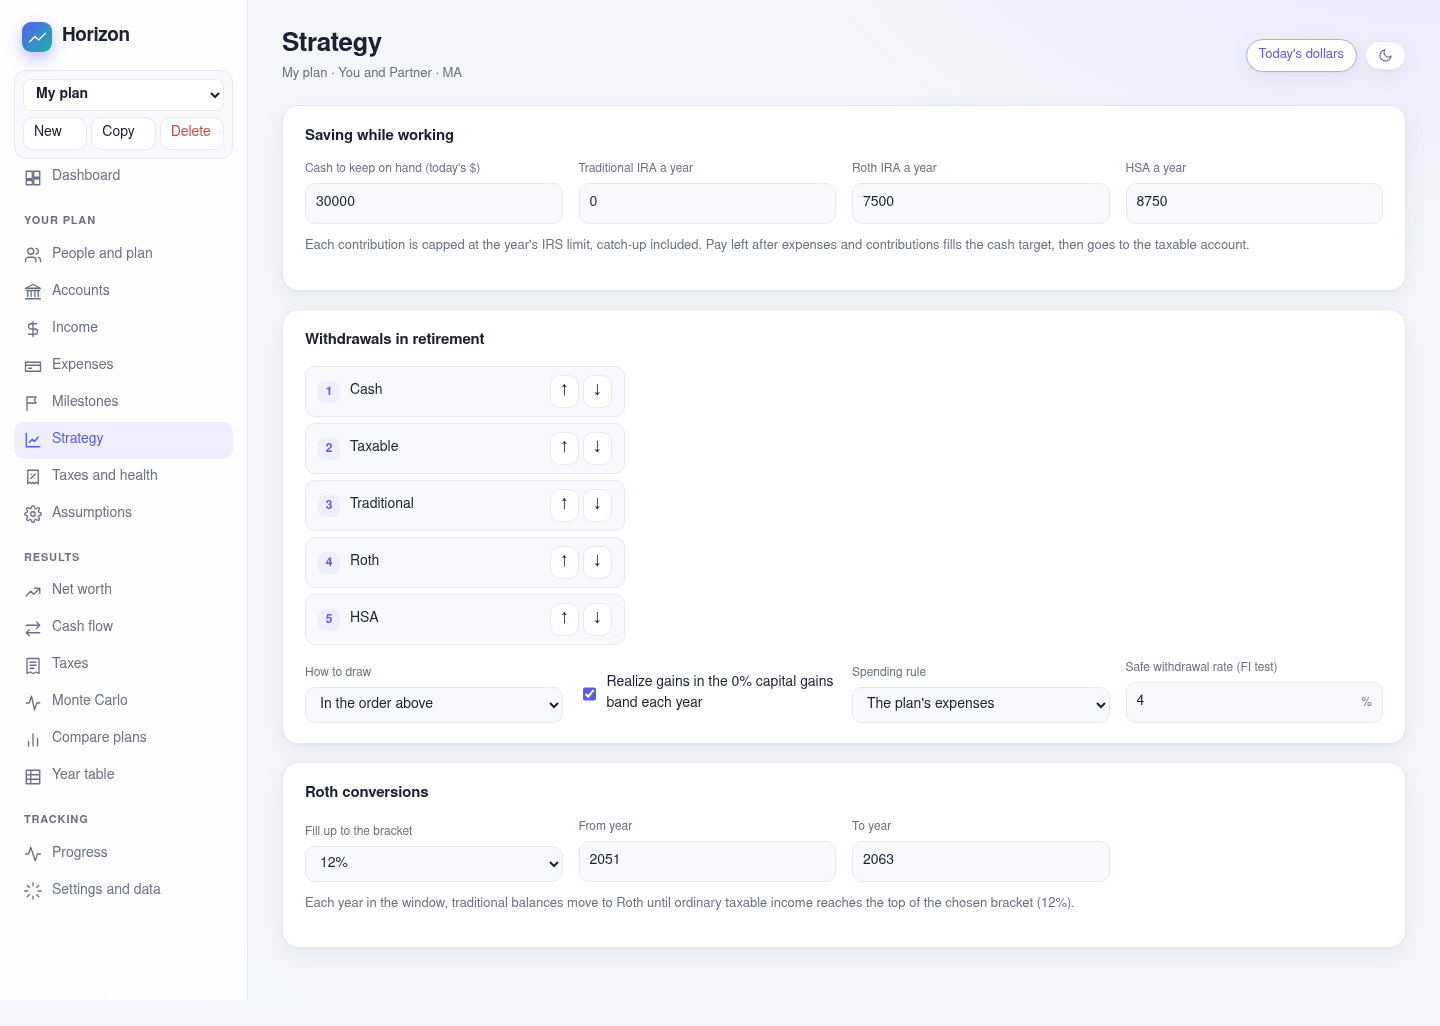 Horizon
My plan
New
Copy
Delete
Dashboard
YOUR PLAN
People and plan
Accounts
Income
Expenses
Milestones
Strategy
Taxes and health
Assumptions
RESULTS
Net worth
Cash flow
Taxes
Monte Carlo
Compare plans
Year table
TRACKING
Progress
Settings and data
Strategy
My plan · You and Partner · MA
Today's dollars
Saving while working
Cash to keep on hand (today's $)
Traditional IRA a year
Roth IRA a year
HSA a year
30000
0
7500
8750
Each contribution is capped at the year's IRS limit, catch-up included. Pay left after expenses and contributions fills the cash target, then goes to the taxable account.
Withdrawals in retirement
1 Cash ↑ ↓
2 Taxable ↑ ↓
3 Traditional ↑ ↓
4 Roth ↑ ↓
5 HSA ↑ ↓
How to draw
In the order above
Realize gains in the 0% capital gains
band each year
Spending rule
The plan's expenses
Safe withdrawal rate (FI test)
4 %
Roth conversions
Fill up to the bracket
From year
To year
12%
2051
2063
Each year in the window, traditional balances move to Roth until ordinary taxable income reaches the top of the chosen bracket (12%).